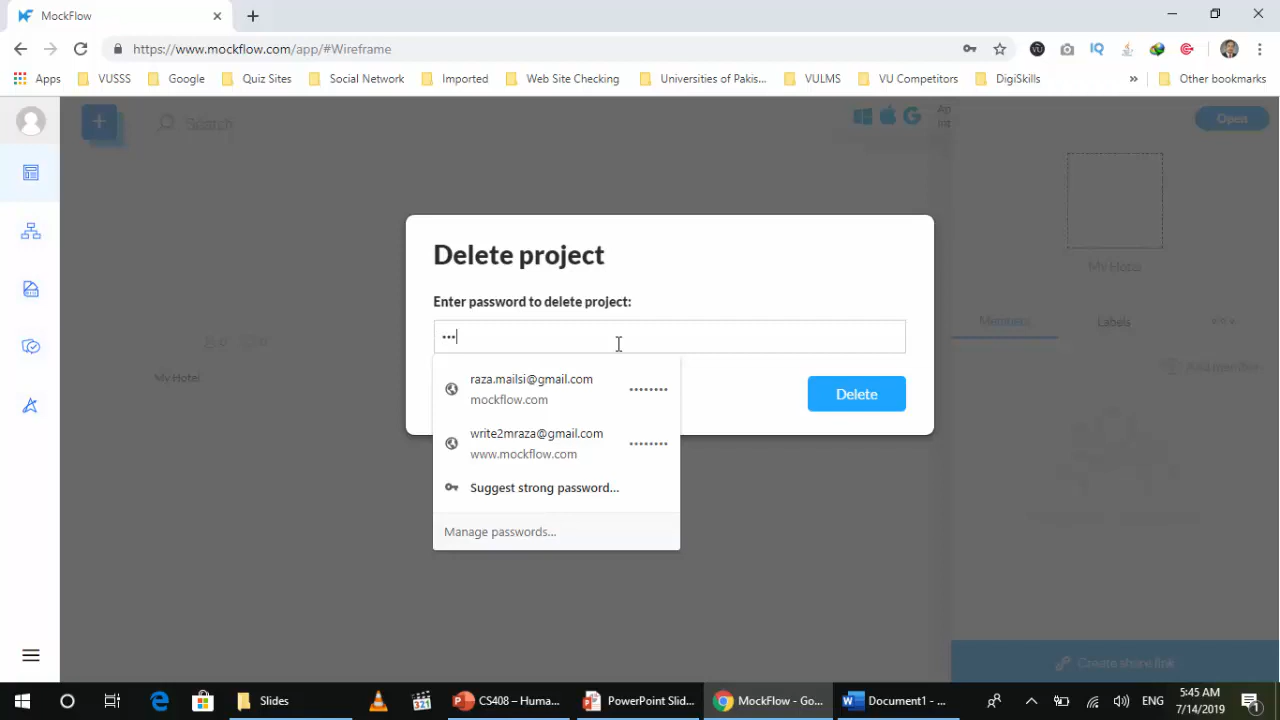 MockFlow
https://www.mockflow.com/app/#Wireframe
Apps VUSSS Google Quiz Sites Social Network Imported Web Site Checking Universities of Pakis... VULMS VU Competitors DigiSkills » Other bookmarks
Search
Open
My Hotel
Delete project
Enter password to delete project:
Members Labels
Add member
My Hotel
raza.mailsi@gmail.com
mockflow.com
Delete
write2mraza@gmail.com
www.mockflow.com
Suggest strong password...
Manage passwords...
Create share link
Slides
321
CS408 – Huma...
PowerPoint Slid...
MockFlow - Go...
Document1 - ...
ENG
5:45 AM
7/14/2019